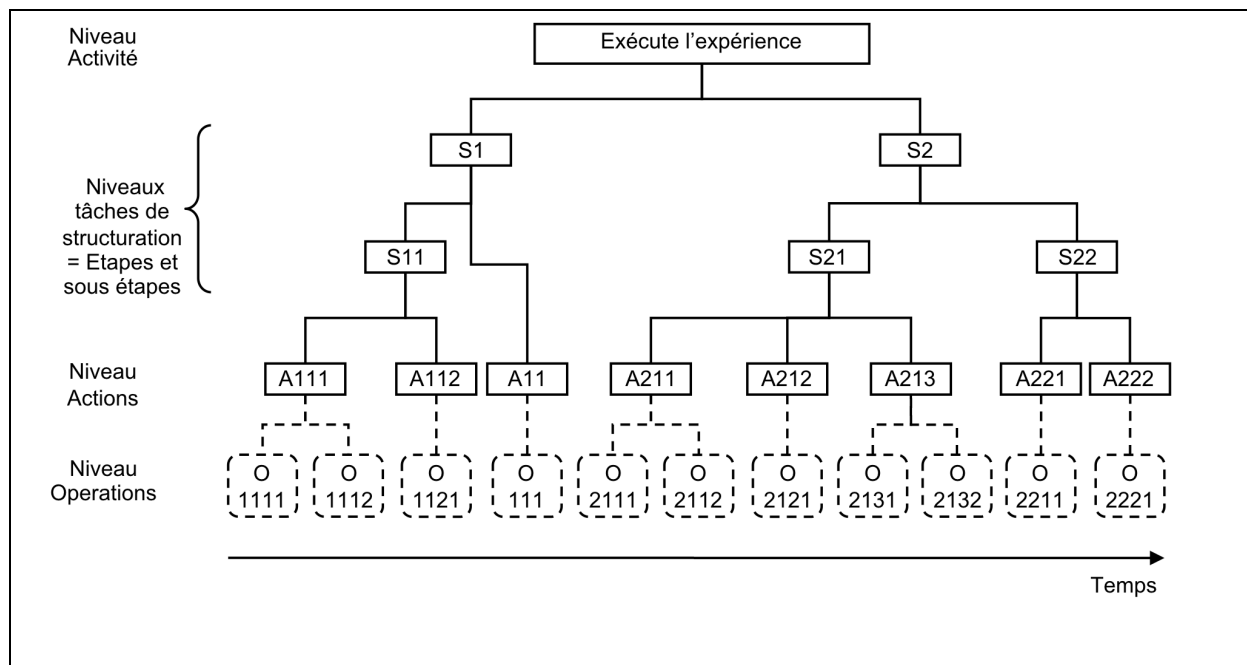 Niveau
Activité
Exécute l’expérience
S1
S2
Niveaux
tâches de
structuration
= Etapes et
sous étapes
S11
S21
S22
Niveau
Actions
A111
A112
A11
A211
A212
A213
A221
A222
Niveau
Operations
O
1111
O
1112
O
1121
O
111
O
2111
O
2112
O
2121
O
2131
O
2132
O
2211
O
2221
Temps